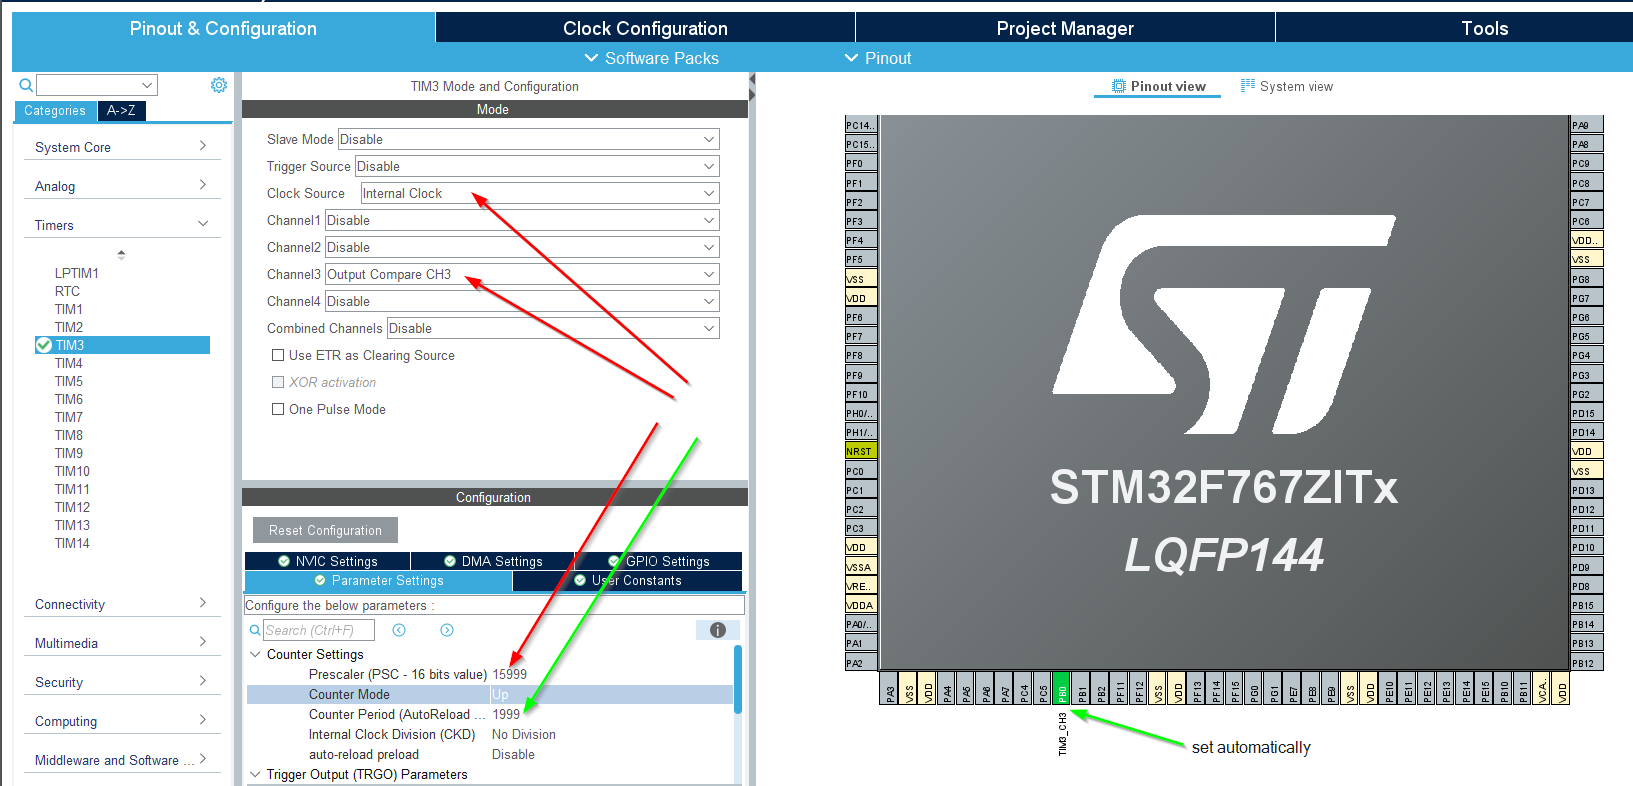 Pinout & Configuration
Clock Configuration
Project Manager
Tools
Software Packs
Pinout
Categories
A->Z
System Core
Analog
Timers
LPTIM1
RTC
TIM1
TIM2
TIM3
TIM4
TIM5
TIM6
TIM7
TIM8
TIM9
TIM10
TIM11
TIM12
TIM13
TIM14
Connectivity
Multimedia
Security
Computing
Middleware and Software ...
TIM3 Mode and Configuration
Mode
Slave Mode Disable
Trigger Source Disable
Clock Source Internal Clock
Channel1 Disable
Channel2 Disable
Channel3 Output Compare CH3
Channel4 Disable
Combined Channels Disable
Use ETR as Clearing Source
XOR activation
One Pulse Mode
Configuration
Reset Configuration
NVIC Settings
DMA Settings
GPIO Settings
Parameter Settings
User Constants
Configure the below parameters :
Search (Ctrl+F)
Counter Settings
Prescaler (PSC - 16 bits value) 15999
Counter Mode Up
Counter Period (AutoReload ... 1999
Internal Clock Division (CKD) No Division
auto-reload preload Disable
Trigger Output (TRGO) Parameters
Pinout view
System view
PC14..
PC15..
PF0
PF1
PF2
PF3
PF4
PF5
VSS
VDD
PF6
PF7
PF8
PF9
PF10
PH0/..
PH1/..
NRST
PC0
PC1
PC2
PC3
VDD
VSSA
VRE..
VDDA
PA0/..
PA1
PA2
ST
STM32F767ZITx
LQFP144
PA9
PA8
PC9
PC8
PC7
PC6
VDD..
VSS
PG8
PG7
PG6
PG5
PG4
PG3
PG2
PD15
PD14
VDD
VSS
PD13
PD12
PD11
PD10
PD9
PD8
PB15
PB14
PB13
PB12
PA3
VSS
VDD
PA4
PA5
PA6
PA7
PC4
PC5
PB0
PB1
PB2
PF11
PF12
VSS
VDD
PF13
PF14
PF15
PG0
PG1
PE7
PE8
PE9
VSS
VDD
PE10
PE11
PE12
PE13
PE14
PE15
PB10
PB11
VCA..
VDD
TIM3_CH3
set automatically